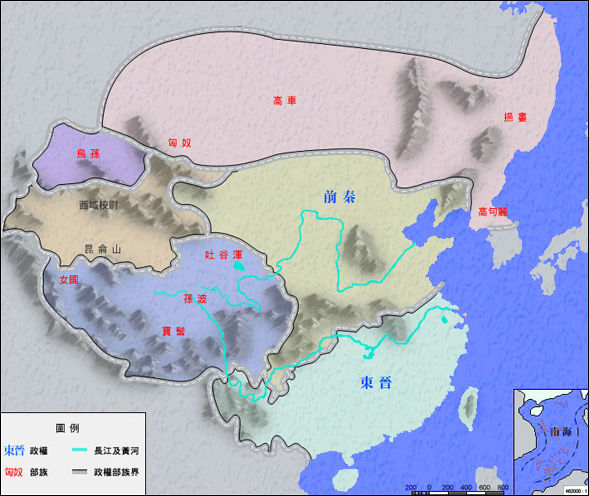 高車
挹婁
匈奴
烏孫
西域校尉
前秦
高句麗
昆侖山
吐谷渾
女國
孫波
寶髻
東晉
圖例
東晉 政權 長江及黃河
匈奴 部族 政權部族界
南海
200 0 200 400 600 800
462000 : 1